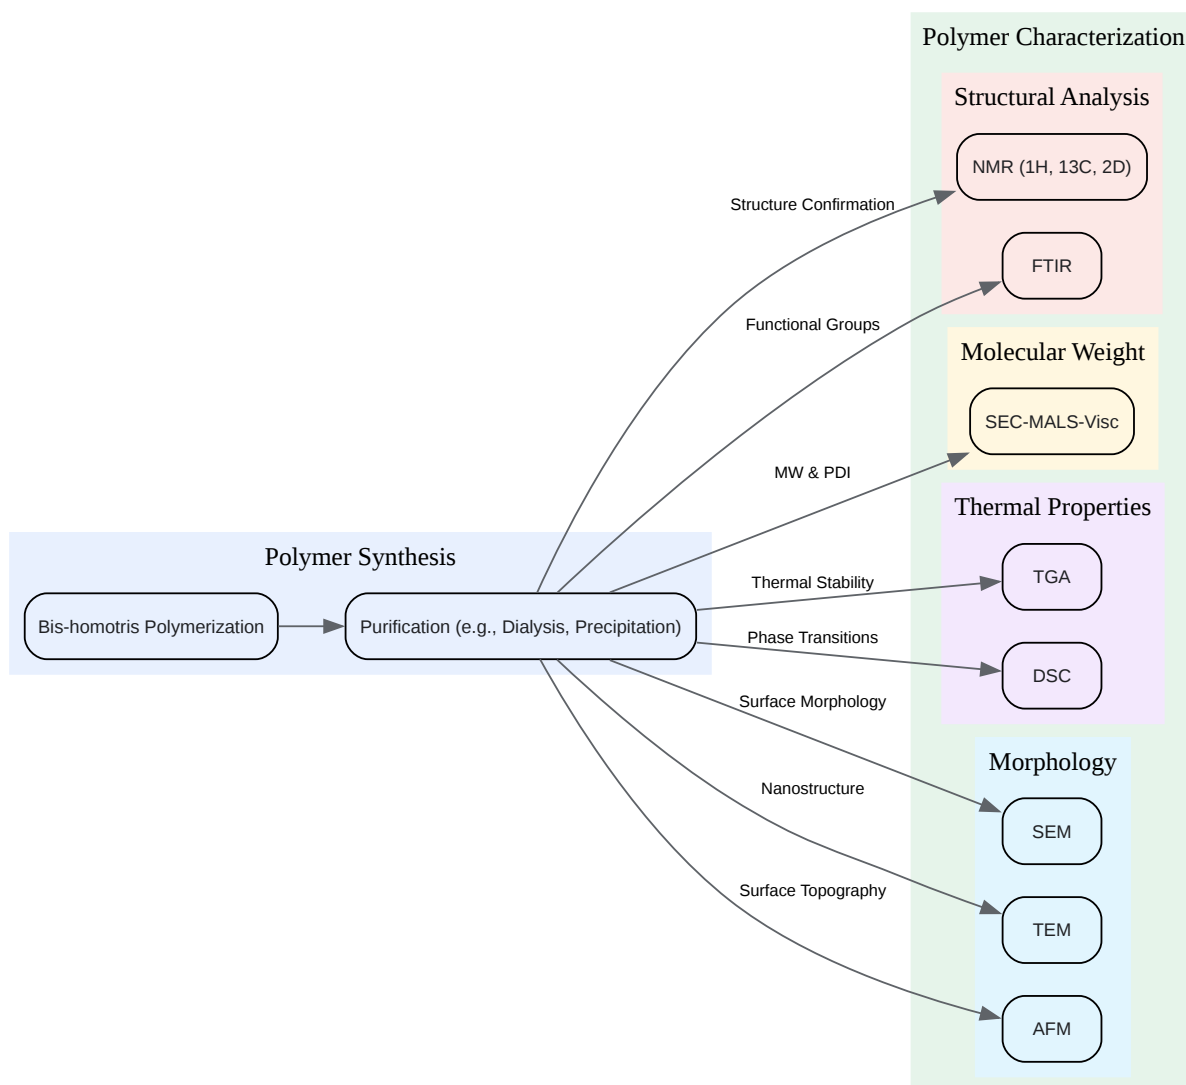 Polymer Characterization
Structural Analysis
NMR (1H, 13C, 2D)
Structure Confirmation
FTIR
Functional Groups
Molecular Weight
SEC-MALS-Visc
MW & PDI
Thermal Properties
Polymer Synthesis
TGA
Thermal Stability
Bis-homotris Polymerization
Purification (e.g., Dialysis, Precipitation)
Phase Transitions
DSC
Surface Morphology
Morphology
Nanostructure
SEM
Surface Topography
TEM
AFM